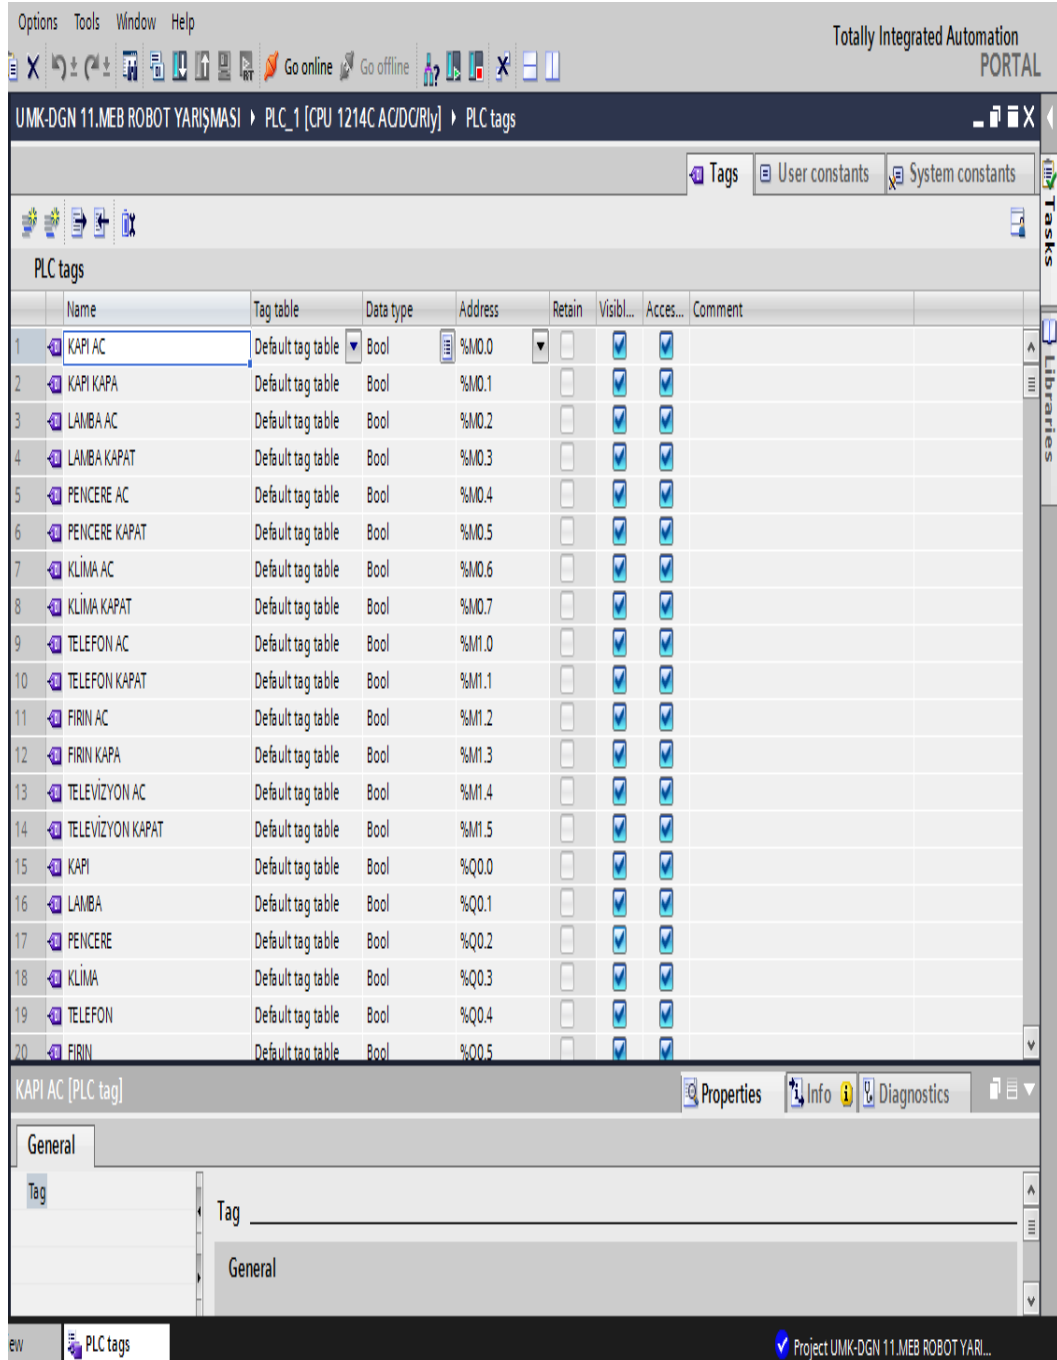 Options Tools Window Help
Totally Integrated Automation
PORTAL
Go online Go offline
UMK-DGN 11.MEB ROBOT YARIŞMASI PLC_1 [CPU 1214C AC/DC/Rly] PLC tags
Tags User constants System constants
Tasks
Libraries
PLC tags
Name Tag table Data type Address Retain Visibl... Acces... Comment
1 KAPI AC Default tag table Bool %M0.0
2 KAPI KAPA Default tag table Bool %M0.1
3 LAMBA AC Default tag table Bool %M0.2
4 LAMBA KAPAT Default tag table Bool %M0.3
5 PENCERE AC Default tag table Bool %M0.4
6 PENCERE KAPAT Default tag table Bool %M0.5
7 KLİMA AC Default tag table Bool %M0.6
8 KLİMA KAPAT Default tag table Bool %M0.7
9 TELEFON AC Default tag table Bool %M1.0
10 TELEFON KAPAT Default tag table Bool %M1.1
11 FIRIN AC Default tag table Bool %M1.2
12 FIRIN KAPA Default tag table Bool %M1.3
13 TELEVİZYON AC Default tag table Bool %M1.4
14 TELEVİZYON KAPAT Default tag table Bool %M1.5
15 KAPI Default tag table Bool %Q0.0
16 LAMBA Default tag table Bool %Q0.1
17 PENCERE Default tag table Bool %Q0.2
18 KLİMA Default tag table Bool %Q0.3
19 TELEFON Default tag table Bool %Q0.4
20 FIRIN Default tag table Bool %Q0.5
KAPI AC [PLC tag]
Properties Info Diagnostics
General
Tag
Tag
General
ew PLC tags
Project UMK-DGN 11.MEB ROBOT YARI...